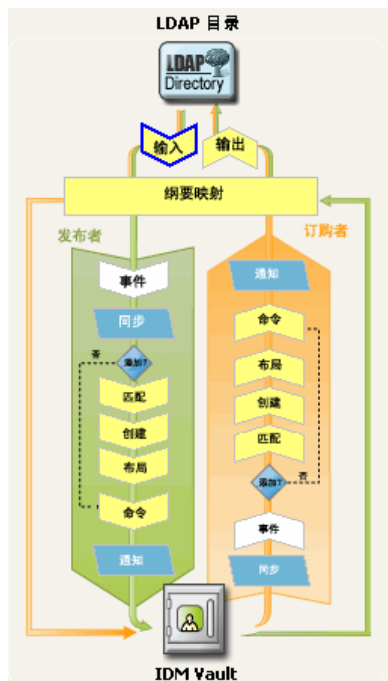 LDAP 目录
LDAP
Directory
输入
输出
纲要映射
发布者
订购者
事件
同步
否
添加?
匹配
创建
布局
命令
通知
通知
命令
布局
创建
匹配
添加?
否
事件
同步
IDM Vault